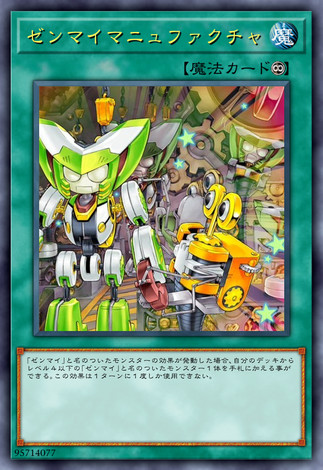 ゼンマイマニュファクチャ 魔
【魔法カード♾】
「ゼンマイ」と名のついたモンスターの効果が発動した場合、自分のデッキから
レベル4以下の「ゼンマイ」と名のついたモンスター1体を手札に加える事が
できる。この効果は1ターンに1度しか使用できない。
95714077